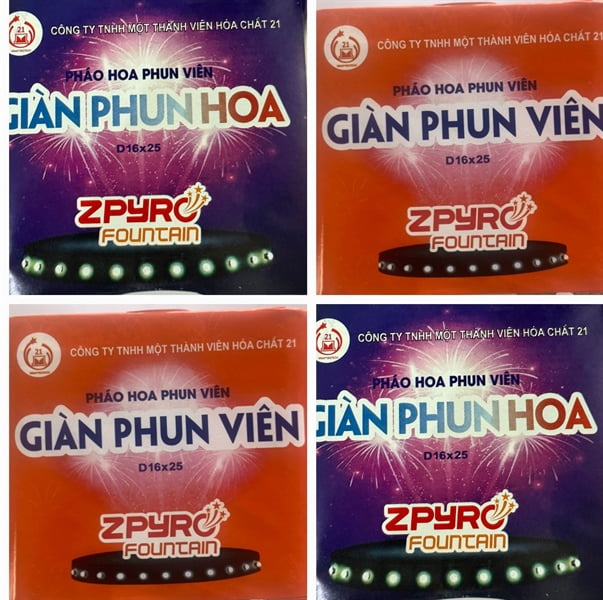 21
CÔNG TY TNHH MỘT THÀNH VIÊN HÓA CHẤT 21
PHÁO HOA PHUN VIÊN
GIÀN PHUN HOA
D16x25
ZPYRO
FOUNTAIN
CÔNG TY TNHH MỘT THÀNH VIÊN HÓA CHẤT 21
PHÁO HOA PHUN VIÊN
GIÀN PHUN VIÊN
D16x25
ZPYRO
FOUNTAIN
21
CÔNG TY TNHH MỘT THÀNH VIÊN HÓA CHẤT 21
PHÁO HOA PHUN VIÊN
GIÀN PHUN VIÊN
D16x25
ZPYRO
FOUNTAIN
21
CÔNG TY TNHH MỘT THÀNH VIÊN HÓA CHẤT 21
PHÁO HOA PHUN VIÊN
GIÀN PHUN HOA
D16x25
ZPYRO
FOUNTAIN